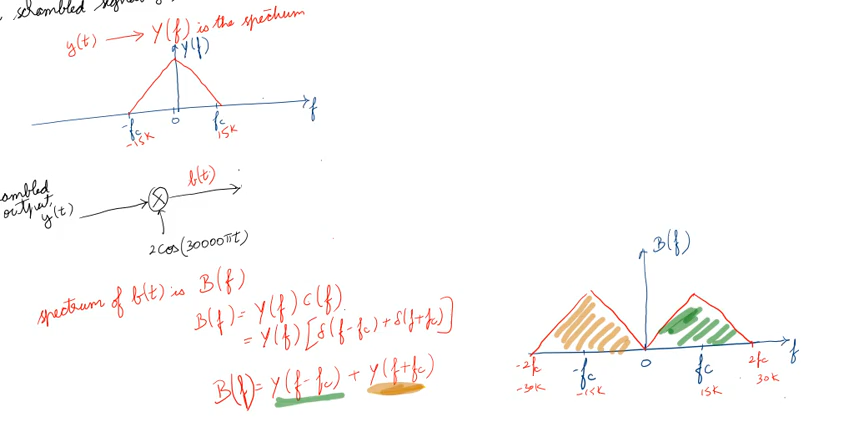 scrambled signal
y(t) → Y(f) is the spectrum
Y(f)
f
-fc 0 fc
-15K 15K
b(t)
output, y(t)
2cos(30000πt)
spectrum of b(t) is B(f)
B(f) = Y(f) C(f)
= Y(f) [δ(f-fc) + δ(f+fc)]
B(f) = Y(f-fc) + Y(f+fc)
B(f)
f
-2fc -fc 0 fc 2fc
-30K -15K 15K 30K